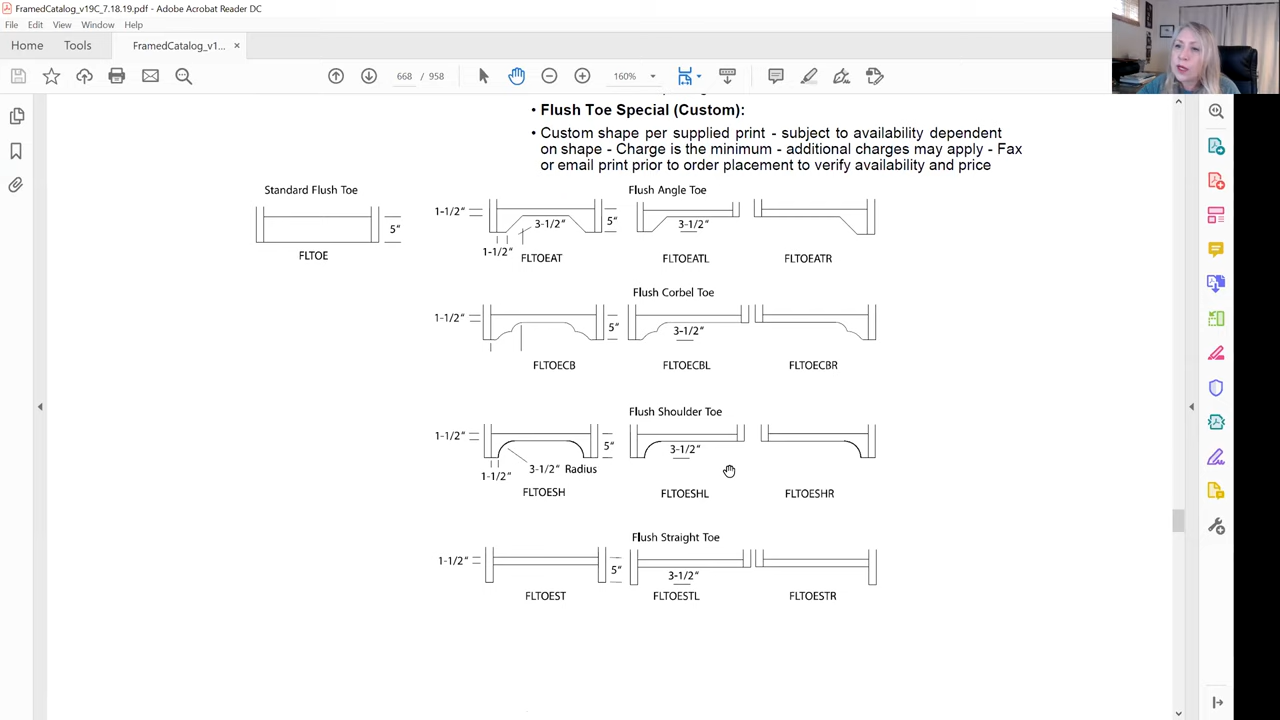 FramedCatalog_v19C_7.18.19.pdf - Adobe Acrobat Reader DC
File Edit View Window Help
Home Tools FramedCatalog_v1... ×
668 / 958 160%
• Flush Toe Special (Custom):
• Custom shape per supplied print - subject to availability dependent
on shape - Charge is the minimum - additional charges may apply - Fax
or email print prior to order placement to verify availability and price
Standard Flush Toe
5"
FLTOE
Flush Angle Toe
1-1/2" 3-1/2" 5" 3-1/2"
1-1/2"
FLTOEAT FLTOEATL FLTOEATR
Flush Corbel Toe
1-1/2" 5" 3-1/2"
FLTOECB FLTOECBL FLTOECBR
Flush Shoulder Toe
1-1/2" 5" 3-1/2"
1-1/2" 3-1/2" Radius
FLTOESH FLTOESHL FLTOESHR
Flush Straight Toe
1-1/2" 5" 3-1/2"
FLTOEST FLTOESTL FLTOESTR